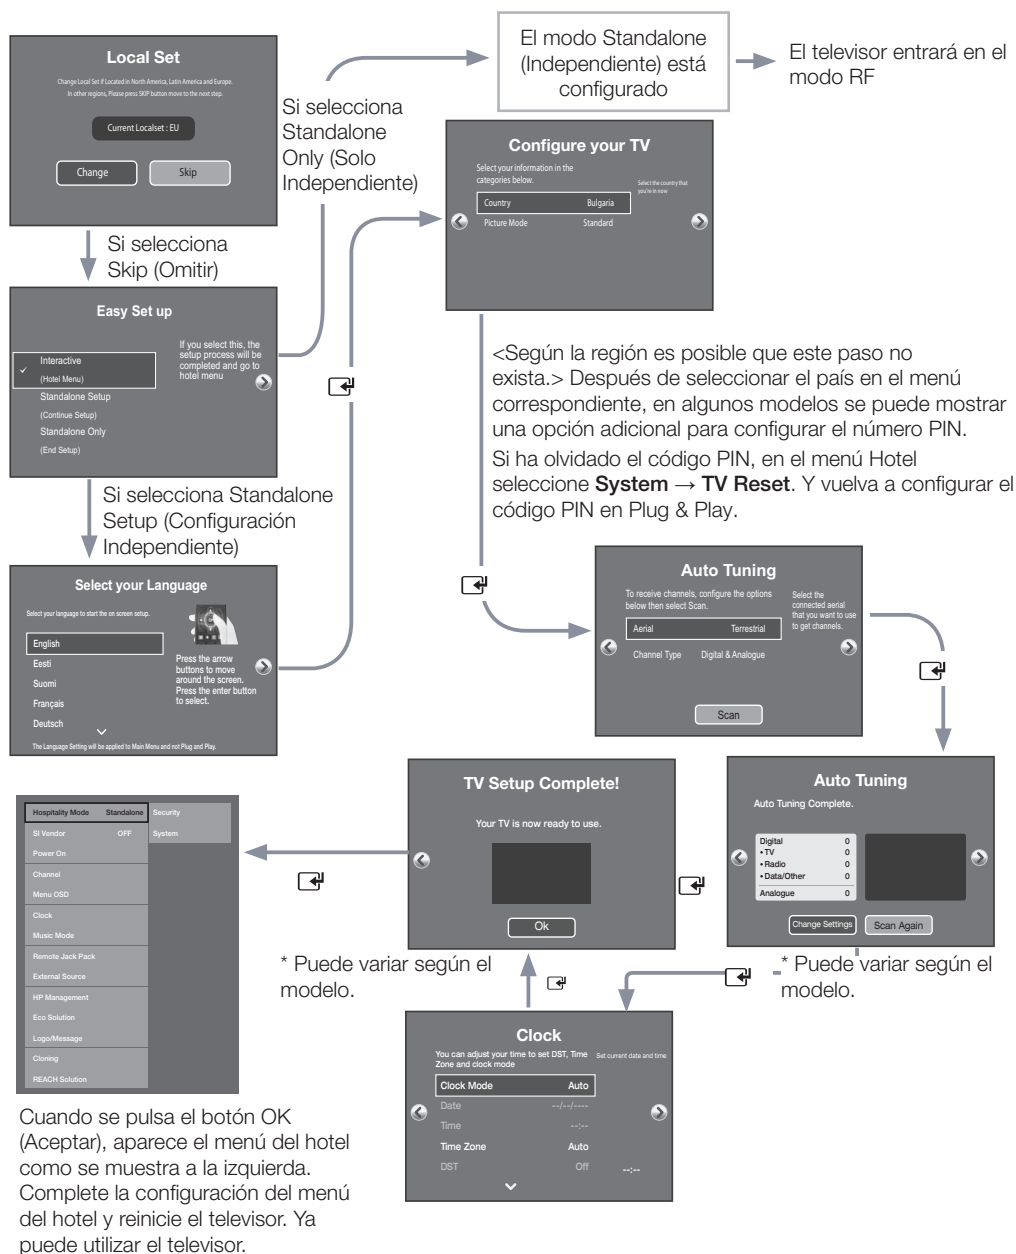 Local Set
Change Local Set if Located in North America, Latin America and Europe.
In other regions, Please press SKIP button move to the next step.
Current Localset : EU
Change
Skip
Si selecciona
Standalone
Only (Solo
Independiente)
El modo Standalone
(Independiente) está
configurado
El televisor entrará en el
modo RF
Configure your TV
Select your information in the
categories below.
Select the country that
you're in now
Country Bulgaria
Picture Mode Standard
Si selecciona
Skip (Omitir)
Easy Set up
Interactive
(Hotel Menu)
Standalone Setup
(Continue Setup)
Standalone Only
(End Setup)
If you select this, the
setup process will be
completed and go to
hotel menu
<Según la región es posible que este paso no
exista.> Después de seleccionar el país en el menú
correspondiente, en algunos modelos se puede mostrar
una opción adicional para configurar el número PIN.
Si ha olvidado el código PIN, en el menú Hotel
seleccione System → TV Reset. Y vuelva a configurar el
código PIN en Plug & Play.
Si selecciona Standalone
Setup (Configuración
Independiente)
Select your Language
Select your language to start the on screen setup.
English
Eesti
Suomi
Français
Deutsch
Press the arrow
buttons to move
around the screen.
Press the enter button
to select.
The Language Setting will be applied to Main Menu and not Plug and Play.
Auto Tuning
To receive channels, configure the options
below then select Scan.
Select the
connected aerial
that you want to use
to get channels.
Aerial Terrestrial
Channel Type Digital & Analogue
Scan
Auto Tuning
Auto Tuning Complete.
Digital 0
•TV 0
•Radio 0
•Data/Other 0
Analogue 0
Change Settings
Scan Again
* Puede variar según el
modelo.
TV Setup Complete!
Your TV is now ready to use.
Ok
* Puede variar según el
modelo.
Clock
You can adjust your time to set DST, Time
Zone and clock mode
Set current date and time
Clock Mode Auto
Date --/--/----
Time --:--
Time Zone Auto
DST Off
--:--
Hospitality Mode Standalone Security
SI Vendor OFF System
Power On
Channel
Menu OSD
Clock
Music Mode
Remote Jack Pack
External Source
HP Management
Eco Solution
Logo/Message
Cloning
REACH Solution
Cuando se pulsa el botón OK
(Aceptar), aparece el menú del hotel
como se muestra a la izquierda.
Complete la configuración del menú
del hotel y reinicie el televisor. Ya
puede utilizar el televisor.